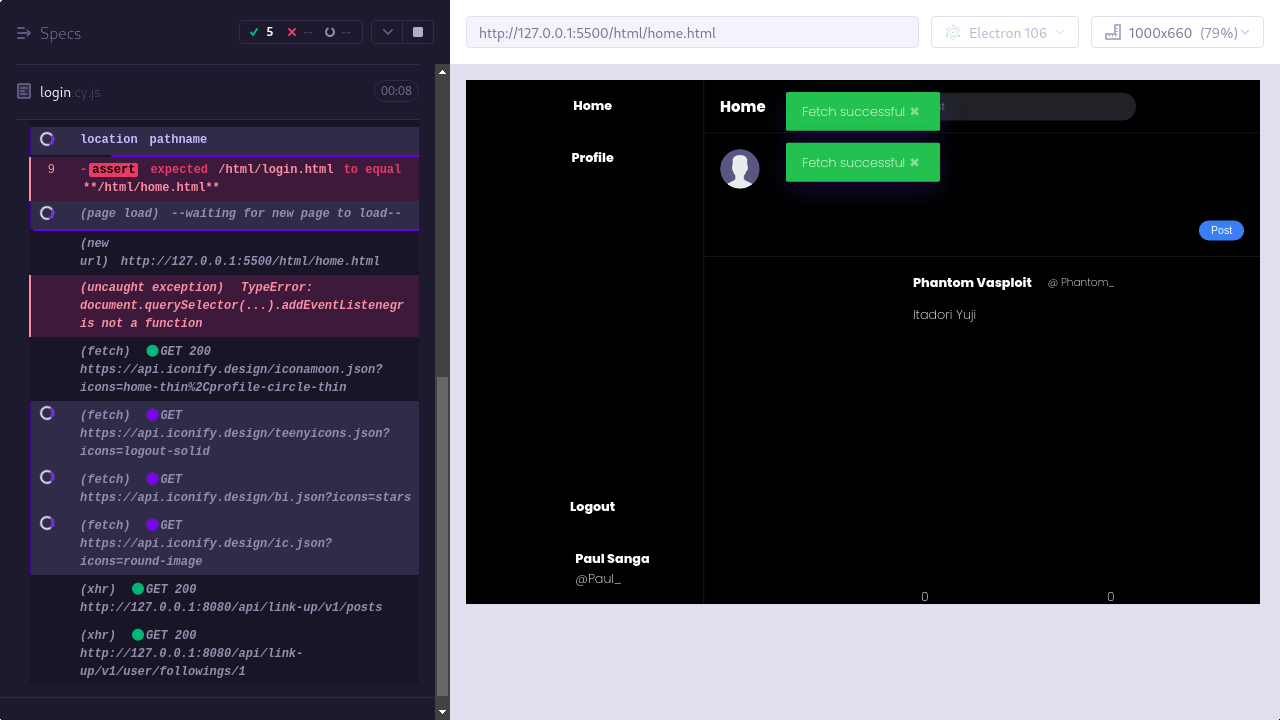 Specs
5
--
--
login.cy.js
00:08
location pathname
9 -assert expected /html/login.html to equal
**/html/home.html**
(page load) --waiting for new page to load--
(new
url) http://127.0.0.1:5500/html/home.html
(uncaught exception) TypeError:
document.querySelector(...).addEventListenegr
is not a function
(fetch) GET 200
https://api.iconify.design/iconamoon.json?
icons=home-thin%2Cprofile-circle-thin
(fetch) GET
https://api.iconify.design/teenyicons.json?
icons=logout-solid
(fetch) GET
https://api.iconify.design/bi.json?icons=stars
(fetch) GET
https://api.iconify.design/ic.json?
icons=round-image
(xhr) GET 200
http://127.0.0.1:8080/api/link-up/v1/posts
(xhr) GET 200
http://127.0.0.1:8080/api/link-
up/v1/user/followings/1
http://127.0.0.1:5500/html/home.html
Electron 106
1000x660 (79%)
Home
Profile
Logout
Paul Sanga
@Paul_
Home
Fetch successful ✖
Fetch successful ✖
Post
Phantom Vasploit @ Phantom_
Itadori Yuji
0
0